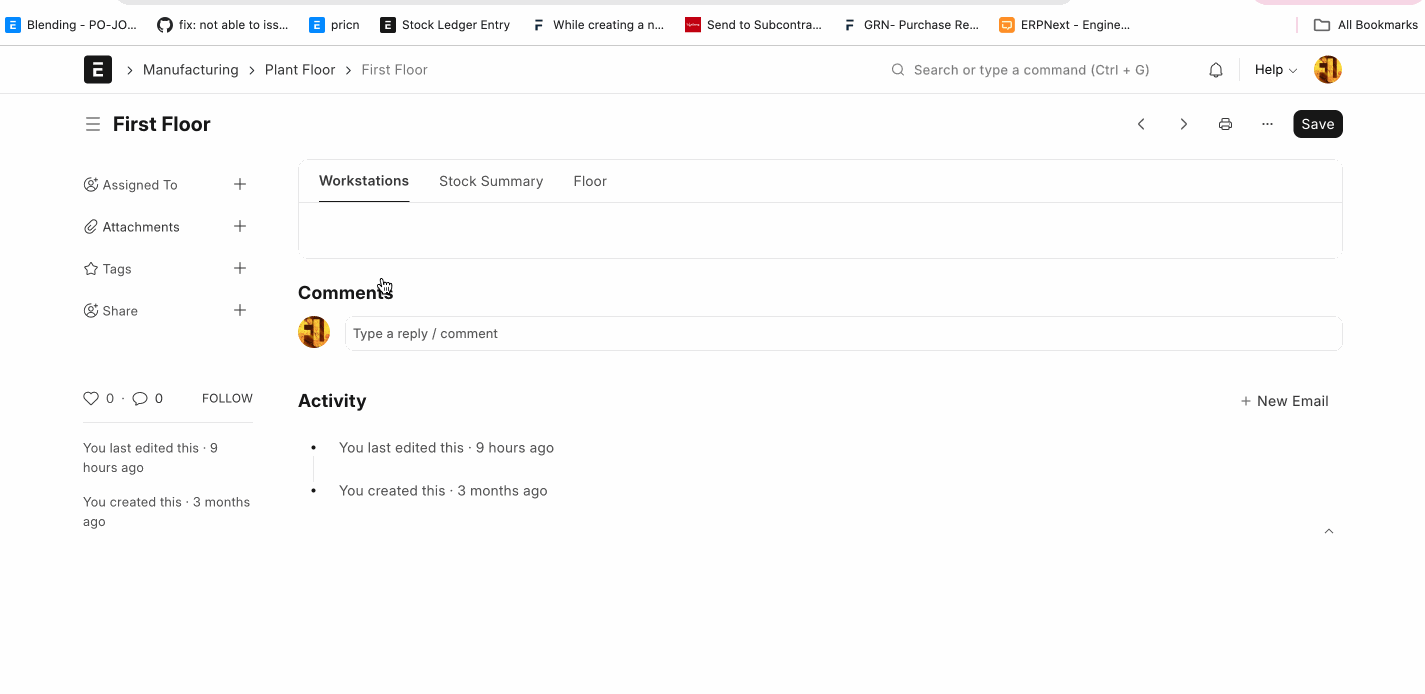 Blending - PO-JO... fix: not able to iss... pricn Stock Ledger Entry While creating a n... Send to Subcontra... GRN- Purchase Re... ERPNext - Engine... All Bookmarks
E > Manufacturing > Plant Floor > First Floor Search or type a command (Ctrl + G) Help
First Floor Save
Assigned To
Attachments
Tags
Share
0 · 0 FOLLOW
You last edited this · 9
hours ago
You created this · 3 months
ago
Workstations Stock Summary Floor
Comments
Type a reply / comment
Activity + New Email
You last edited this · 9 hours ago
You created this · 3 months ago